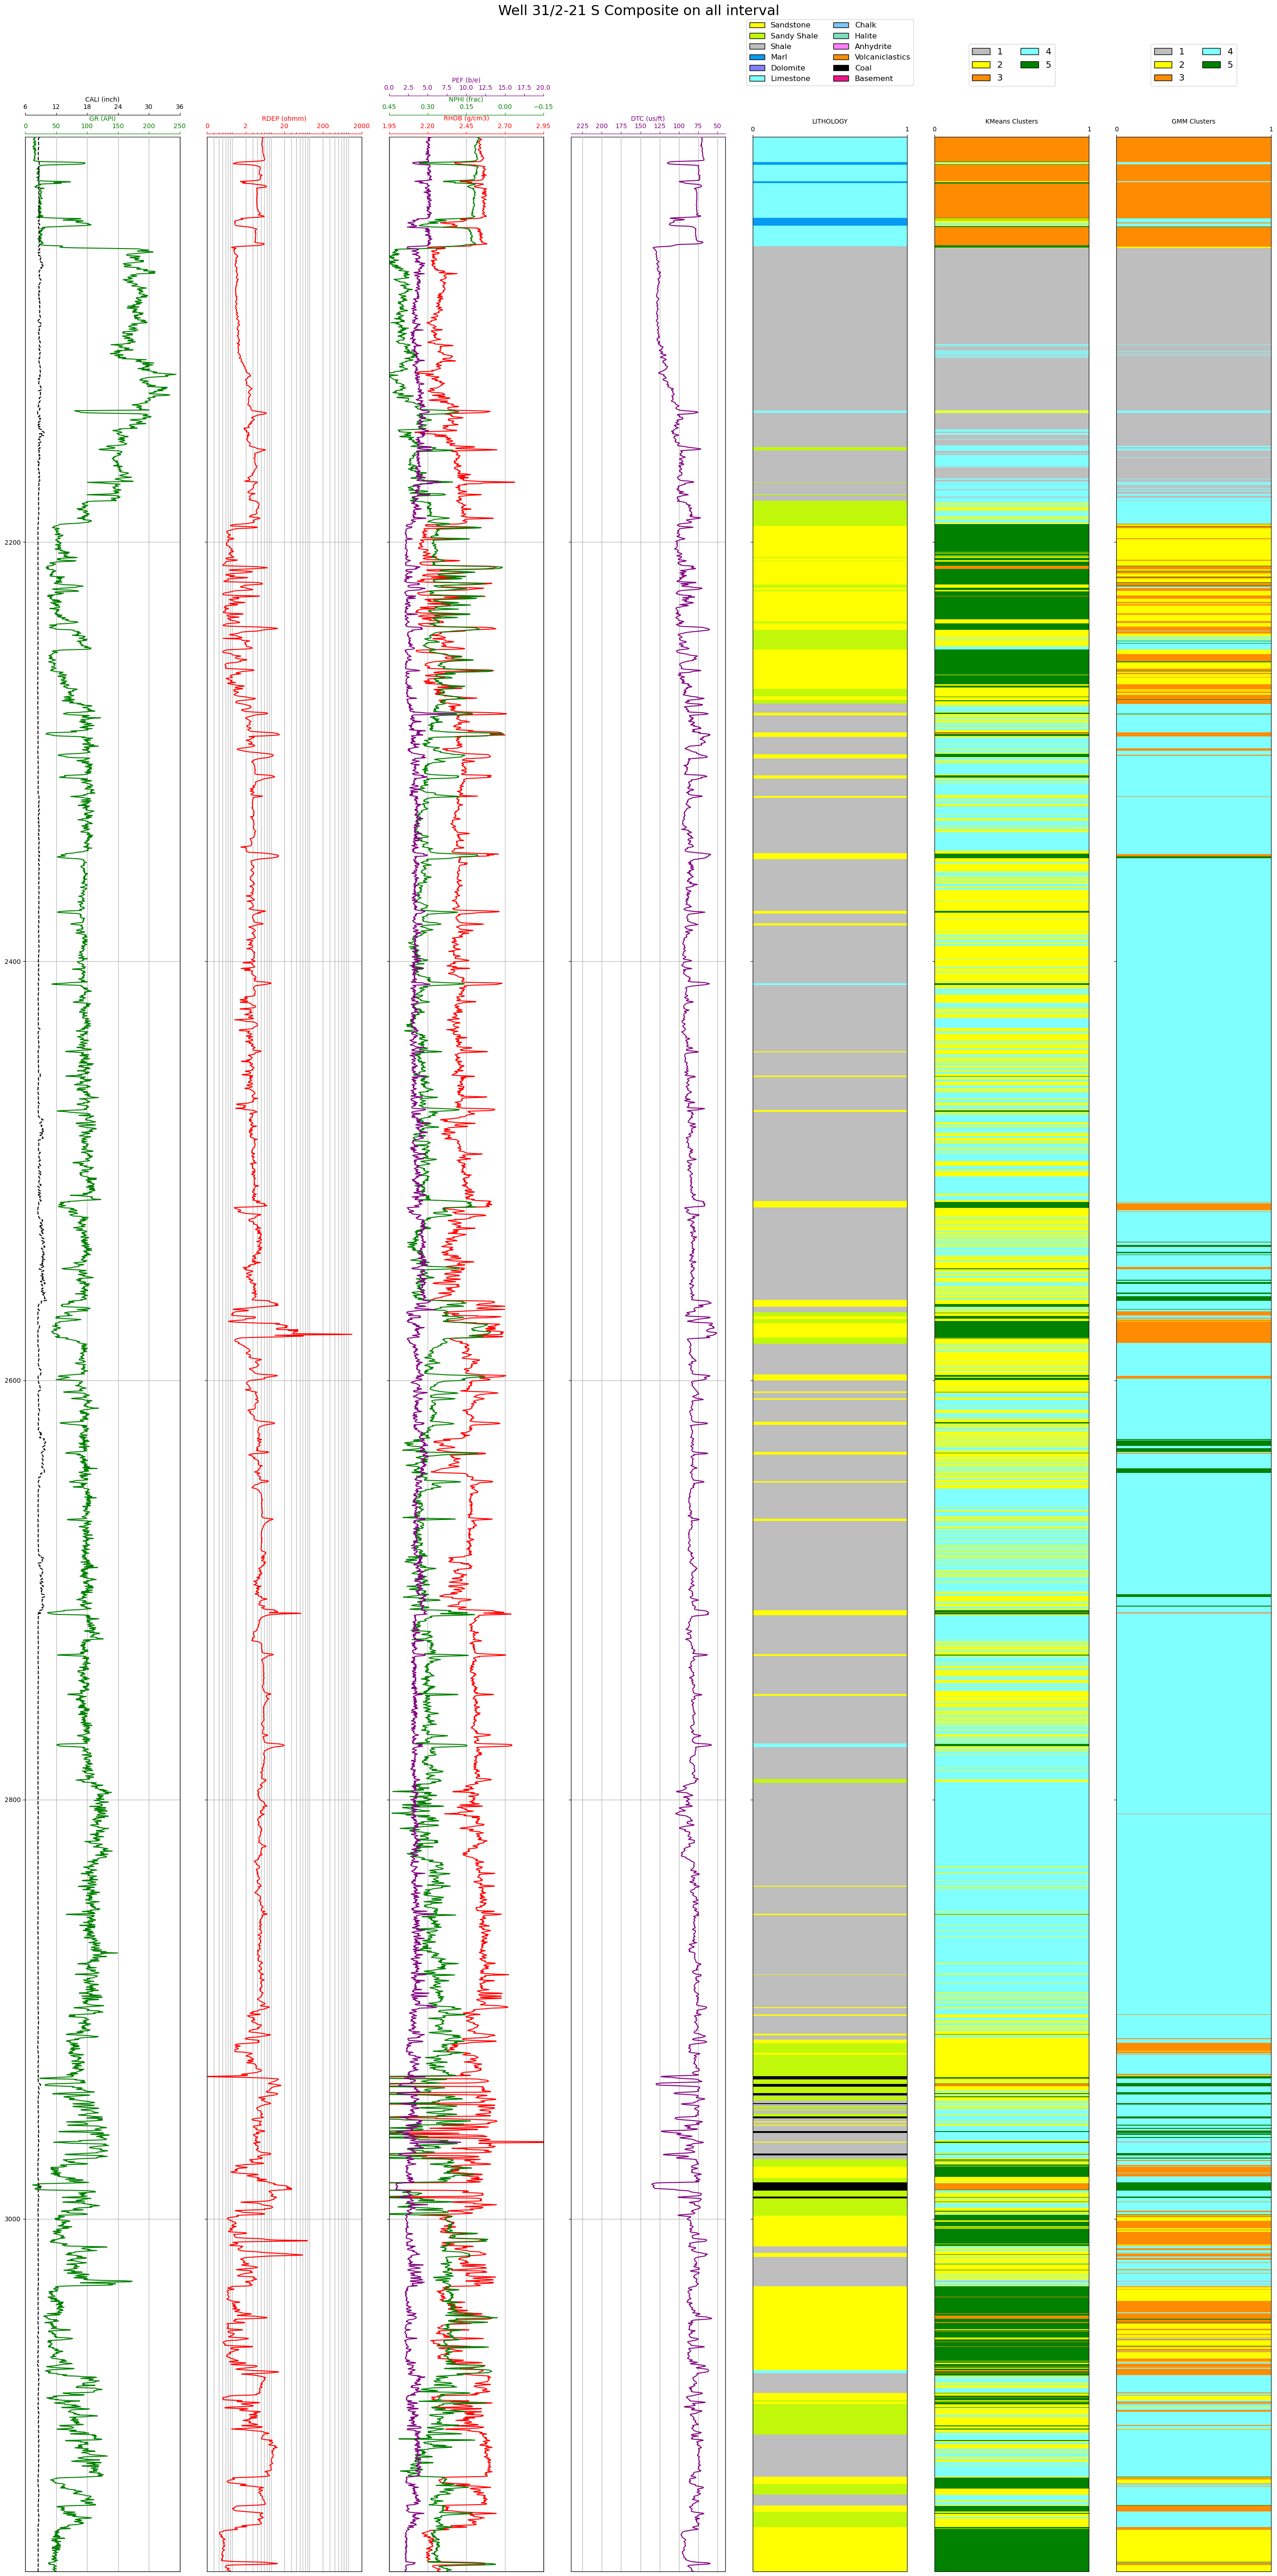 Well 31/2-21 S Composite on all interval
Sandstone Chalk
Sandy Shale Halite
Shale Anhydrite
Marl Volcaniclastics
Dolomite Coal
Limestone Basement
1 4
2 5
3
1 4
2 5
3
PEF (b/e)
0.0 2.5 5.0 7.5 10.0 12.5 15.0 17.5 20.0
CALI (inch)
6 12 18 24 30 36
NPHI (frac)
0.45 0.30 0.15 0.00 −0.15
GR (API)
0 50 100 150 200 250
RDEP (ohmm)
0 2 20 200 2000
RHOB (g/cm3)
1.95 2.20 2.45 2.70 2.95
DTC (us/ft)
225 200 175 150 125 100 75 50
LITHOLOGY
0 1
KMeans Clusters
0 1
GMM Clusters
0 1
2200
2400
2600
2800
3000